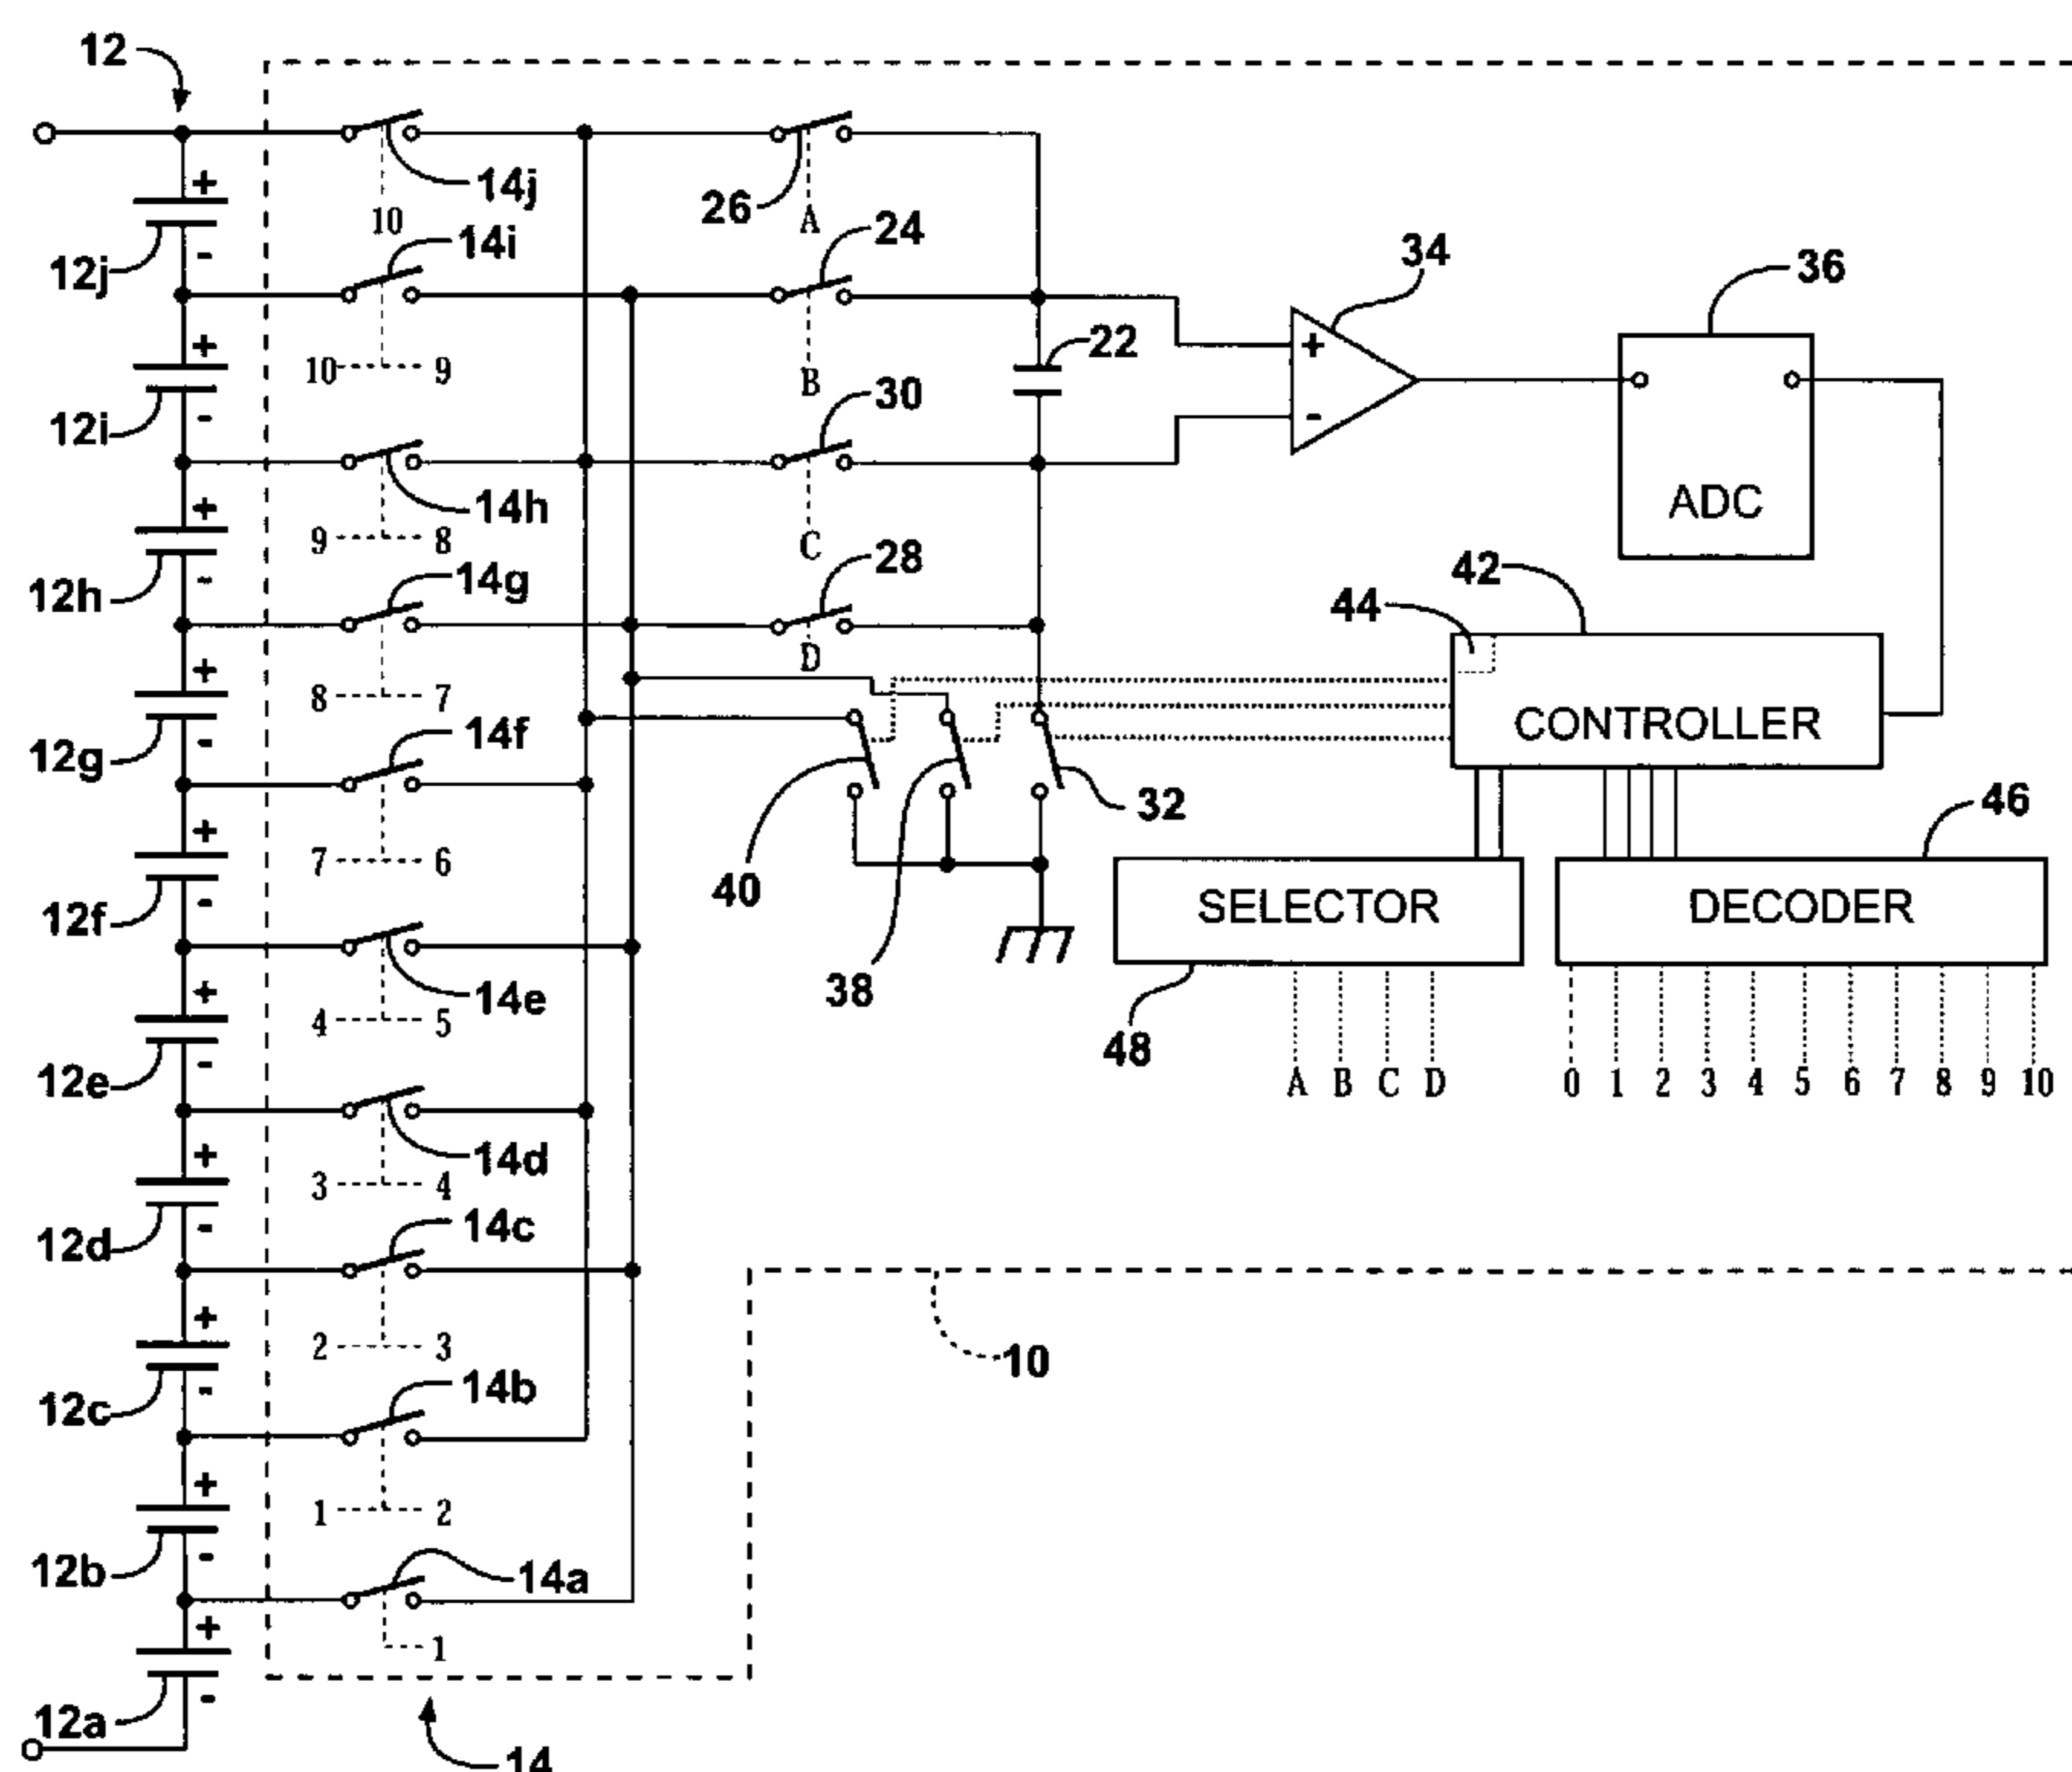 12
+
14j
26
A
10
14i
24
34
36
-
12j
+
22
+
10 9
B
30
-
12i
-
+
14h
ADC
9 8
C
28
42
-
12h
14g
44
D
+
8 7
CONTROLLER
-
12g
14f
+
40
32
46
7 6
-
12f
SELECTOR
DECODER
+
14e
38
4 5
48
-
12e
A B C D
0 1 2 3 4 5 6 7 8 9 10
+
14d
3 4
-
12d
14c
+
2 3
10
-
12c
14b
+
1 2
-
12b
14a
+
1
-
12a
14